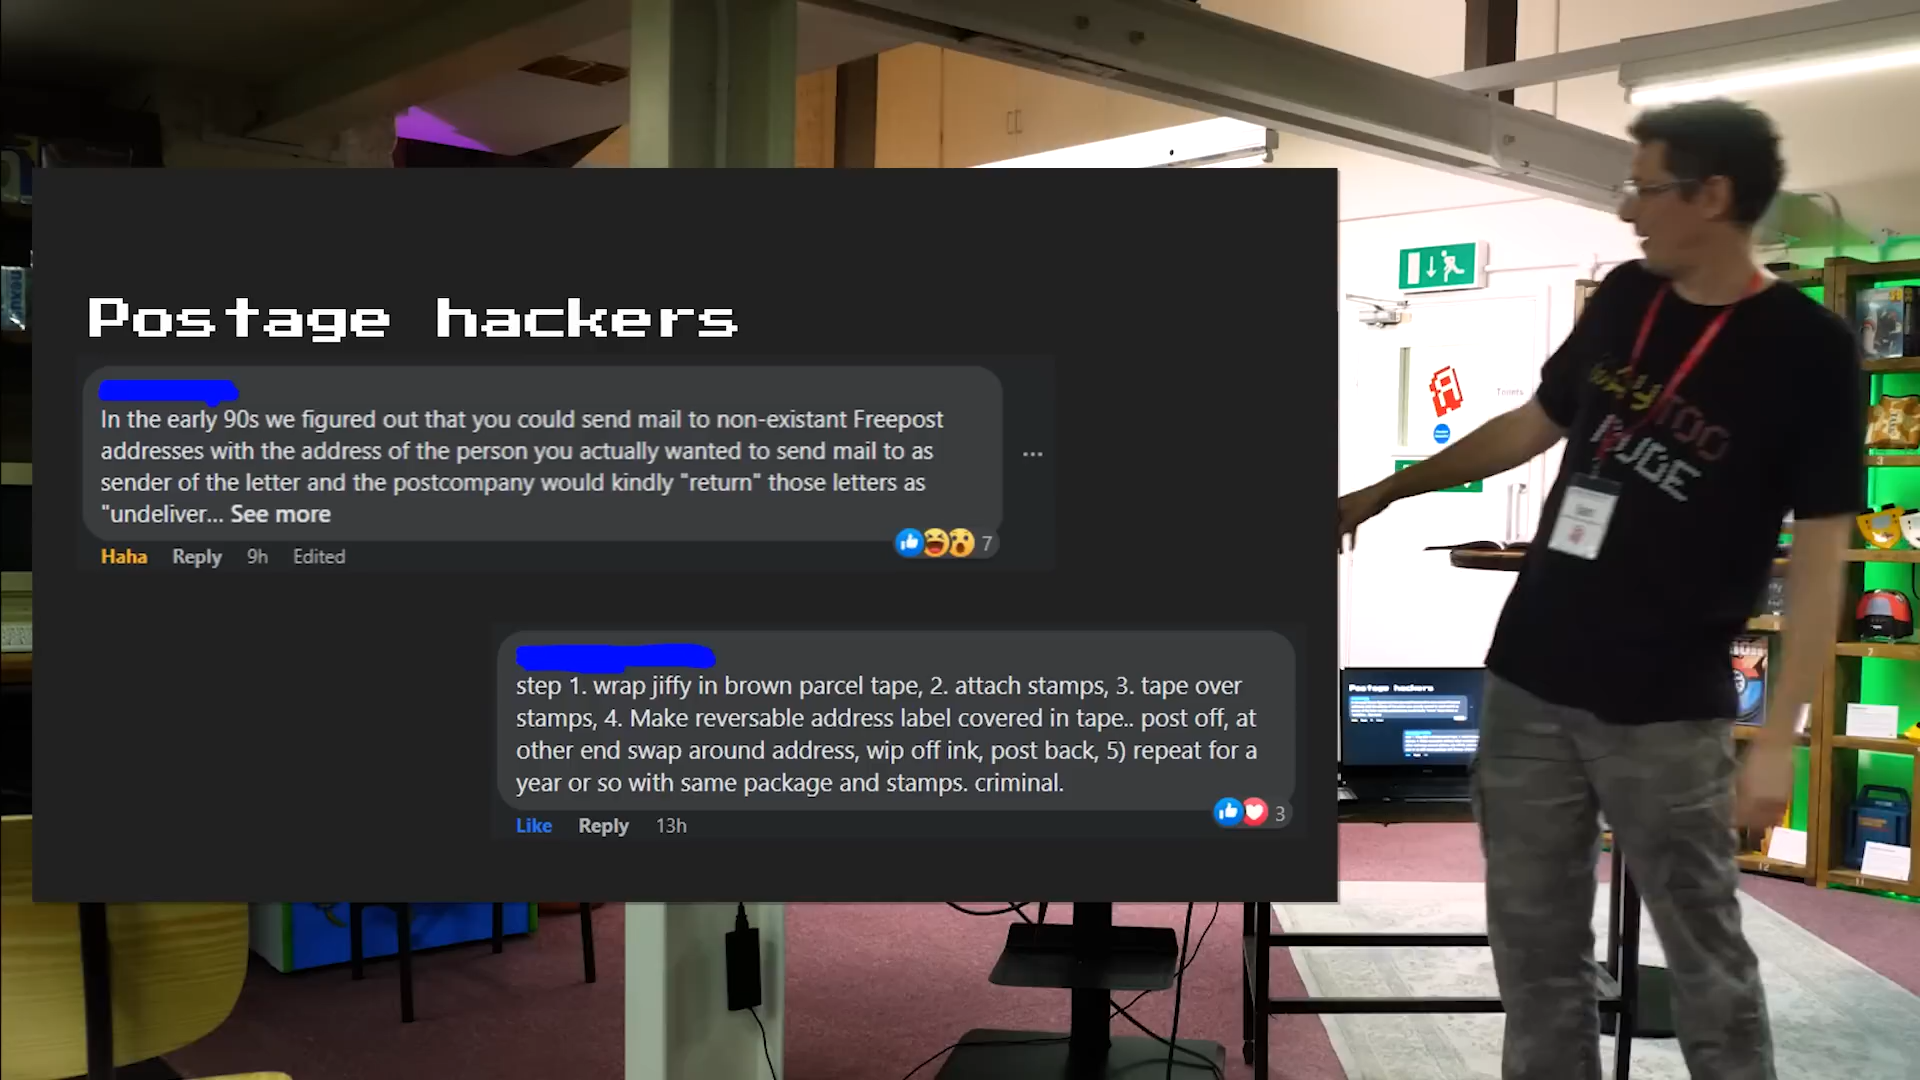 Postage hackers
In the early 90s we figured out that you could send mail to non-existant Freepost
addresses with the address of the person you actually wanted to send mail to as
sender of the letter and the postcompany would kindly "return" those letters as
"undeliver... See more
Haha Reply 9h Edited
7
step 1. wrap jiffy in brown parcel tape, 2. attach stamps, 3. tape over
stamps, 4. Make reversable address label covered in tape.. post off, at
other end swap around address, wip off ink, post back, 5) repeat for a
year or so with same package and stamps. criminal.
Like Reply 13h
3
Toilets
TOO
Postage hackers